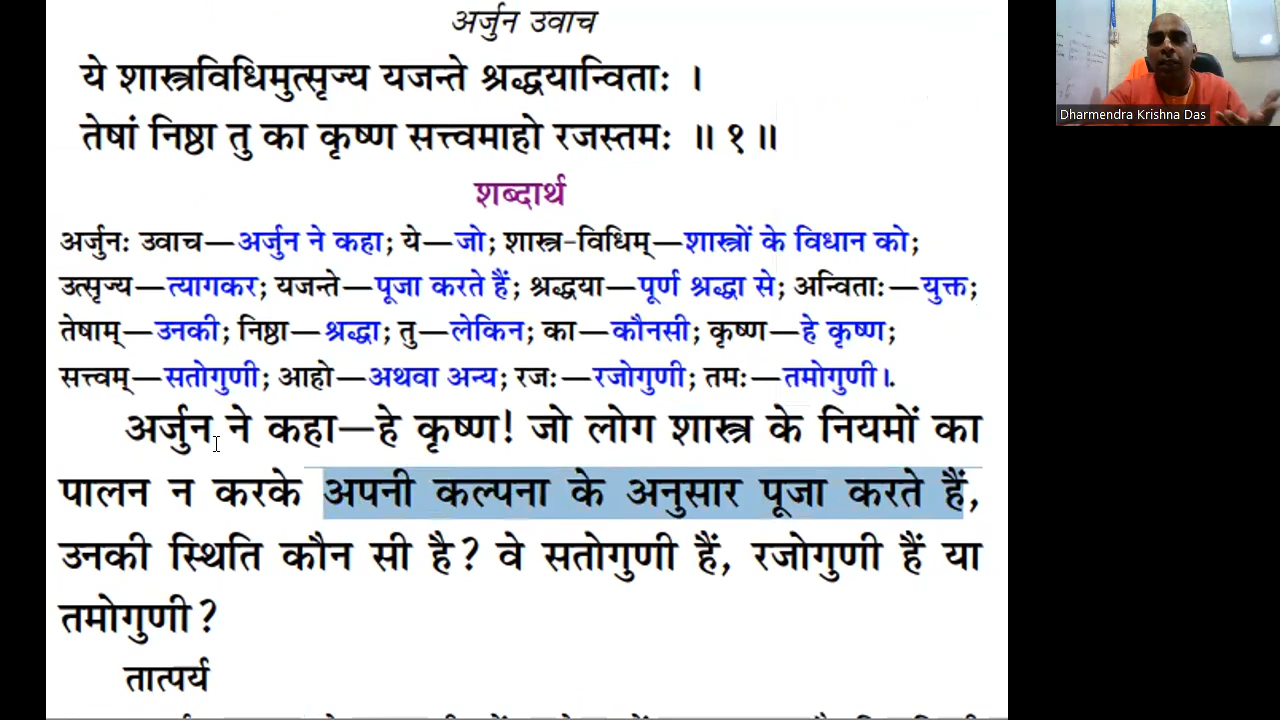 अर्जुन उवाच
ये शास्त्रविधिमुत्सृज्य यजन्ते श्रद्धयान्विताः ।
तेषां निष्ठा तु का कृष्ण सत्त्वमाहो रजस्तमः ॥ १॥
शब्दार्थ
अर्जुनः उवाच—अर्जुन ने कहा; ये—जो; शास्त्र-विधिम्—शास्त्रों के विधान को;
उत्सृज्य—त्यागकर; यजन्ते—पूजा करते हैं; श्रद्धया—पूर्ण श्रद्धा से; अन्विताः—युक्त;
तेषाम्—उनकी; निष्ठा—श्रद्धा; तु—लेकिन; का—कौनसी; कृष्ण—हे कृष्ण;
सत्त्वम्—सतोगुणी; आहो—अथवा अन्य; रजः—रजोगुणी; तमः—तमोगुणी।.
अर्जुन ने कहा—हे कृष्ण! जो लोग शास्त्र के नियमों का
पालन न करके अपनी कल्पना के अनुसार पूजा करते हैं,
उनकी स्थिति कौन सी है? वे सतोगुणी हैं, रजोगुणी हैं या
तमोगुणी?
तात्पर्य
Dharmendra Krishna Das